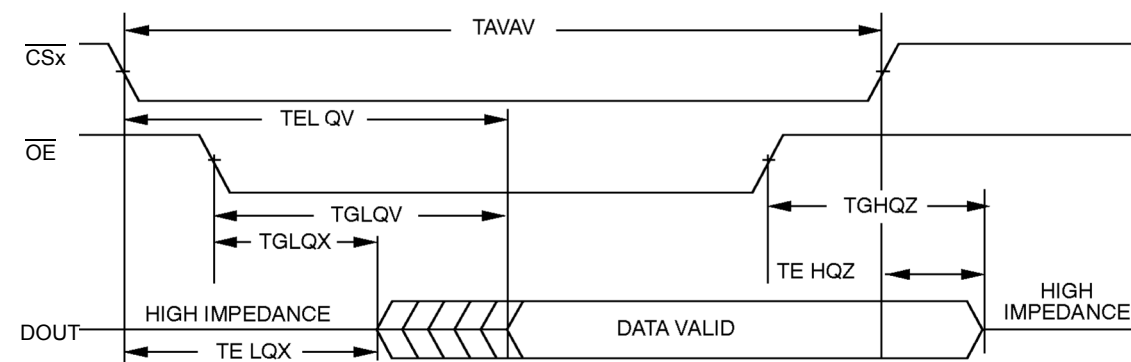 TAVAV
CSx
TEL QV
OE
TGLQV
TGHQZ
TGLQX
TE HQZ
HIGH IMPEDANCE
HIGH
IMPEDANCE
DOUT
DATA VALID
TE LQX